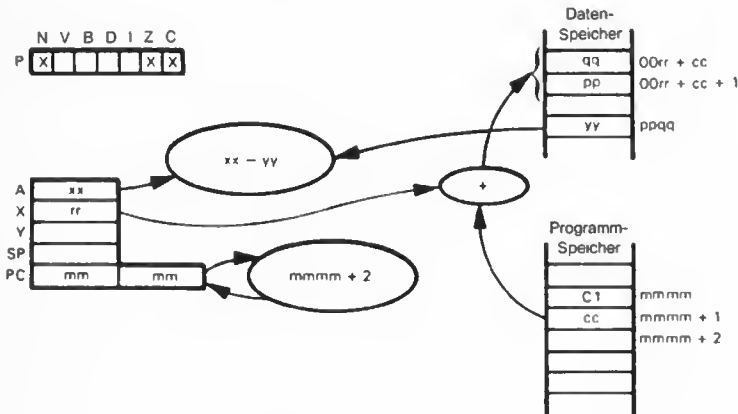 N V B D I Z C
P X X X
Daten-
Speicher
qq 00rr + cc
pp 00rr + cc + 1
yy ppqq
xx − yy
+
A xx
X rr
Y
SP
PC mm mm
mmmm + 2
Programm-
Speicher
C1 mmmm
cc mmmm + 1
mmmm + 2